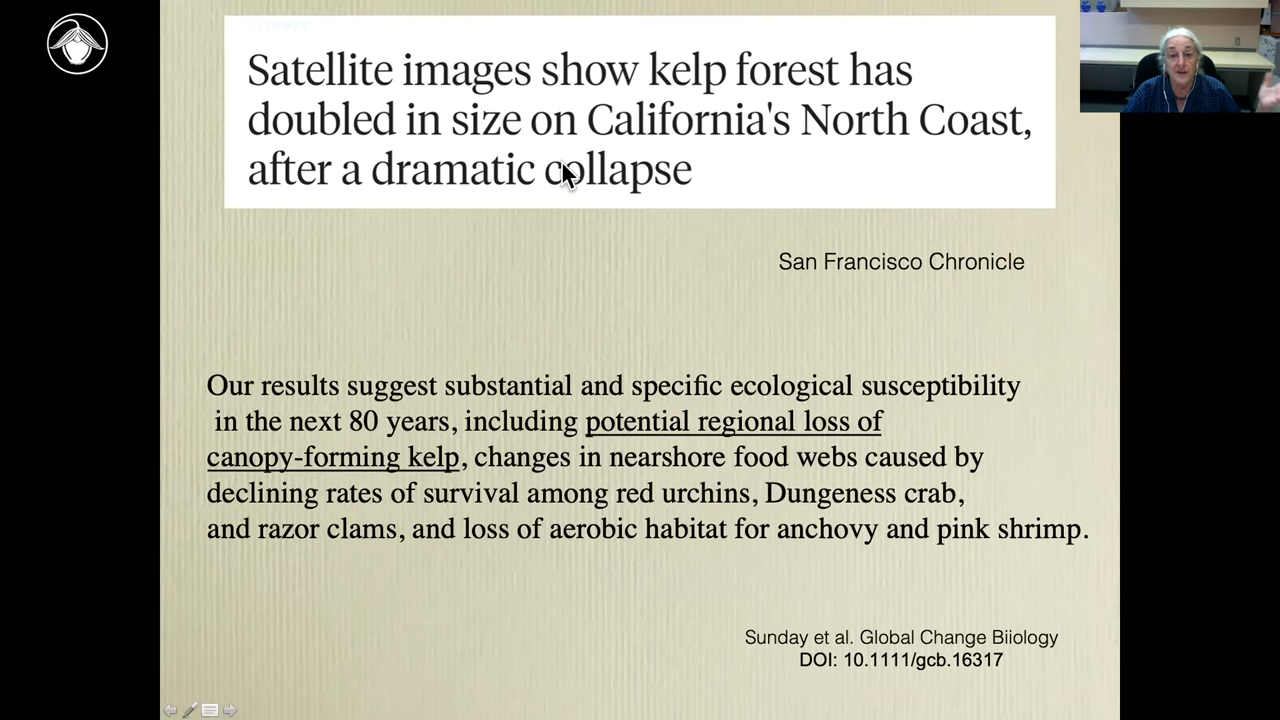 Satellite images show kelp forest has
doubled in size on California's North Coast,
after a dramatic collapse
San Francisco Chronicle
Our results suggest substantial and specific ecological susceptibility
in the next 80 years, including potential regional loss of
canopy-forming kelp, changes in nearshore food webs caused by
declining rates of survival among red urchins, Dungeness crab,
and razor clams, and loss of aerobic habitat for anchovy and pink shrimp.
Sunday et al. Global Change Biiology
DOI: 10.1111/gcb.16317